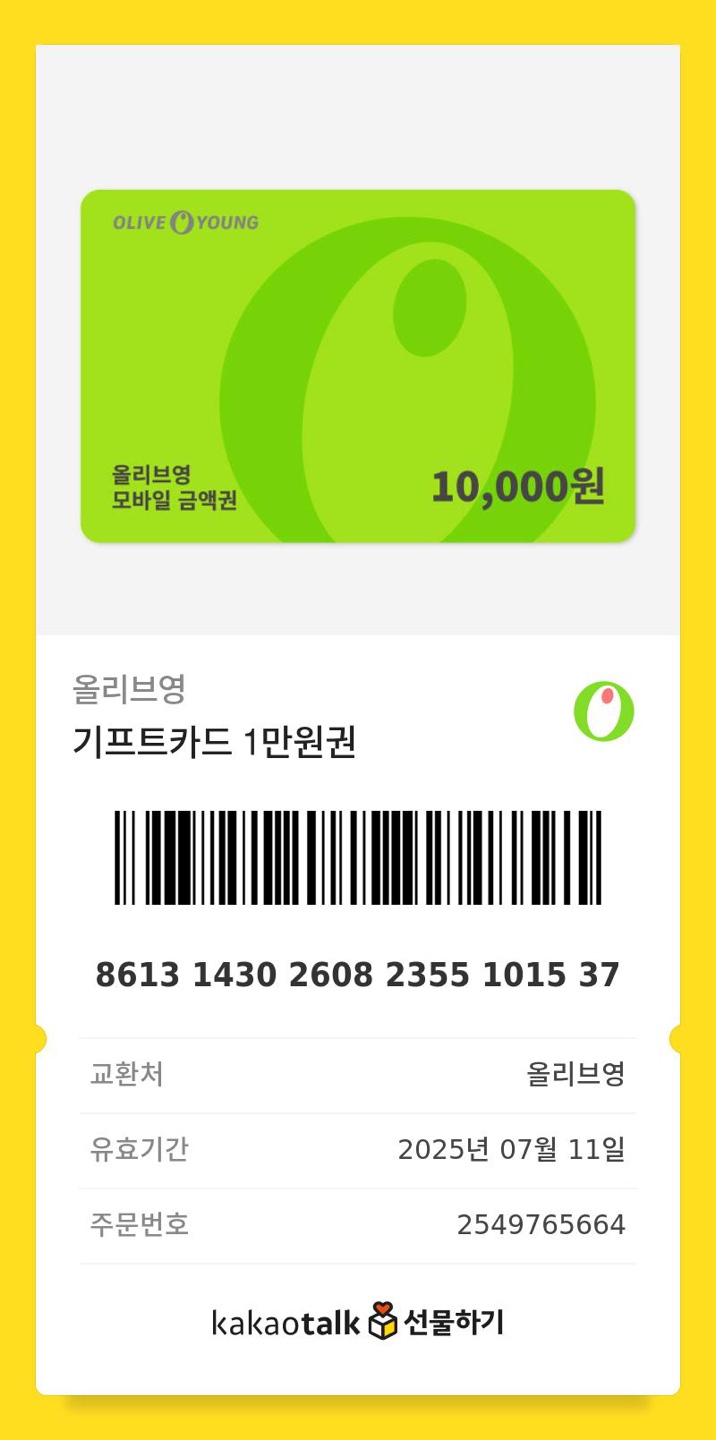 OLIVE YOUNG
올리브영
모바일 금액권
10,000원
올리브영
기프트카드 1만원권
8613 1430 2608 2355 1015 37
교환처 올리브영
유효기간 2025년 07월 11일
주문번호 2549765664
kakaotalk 선물하기